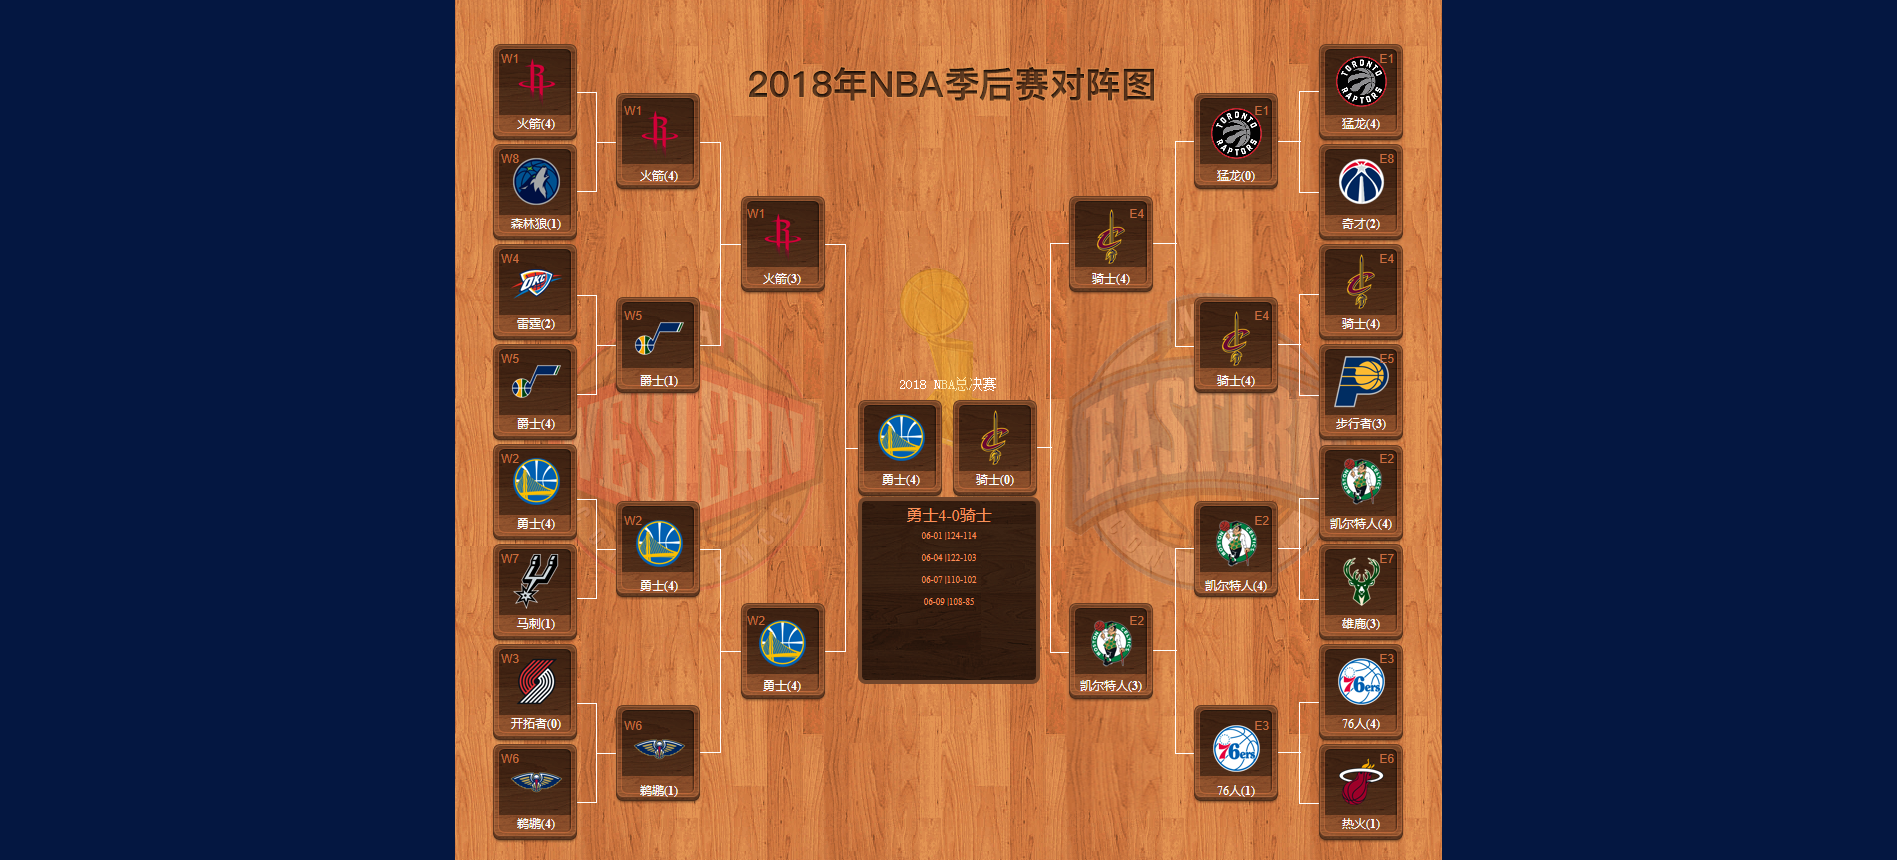 2018年NBA季后赛对阵图
W1
火箭(4)
W8
森林狼(1)
W4
OKC
雷霆(2)
W5
爵士(4)
W2
勇士(4)
W7
马刺(1)
W3
开拓者(0)
W6
鹈鹕(4)
W1
火箭(4)
W5
爵士(1)
W2
勇士(4)
W6
鹈鹕(1)
W1
火箭(3)
W2
勇士(4)
WESTERN
2018 NBA总决赛
勇士(4)
骑士(0)
勇士4-0骑士
06-01 |124-114
06-04 |122-103
06-07 |110-102
06-09 |108-85
EASTERN
E4
骑士(4)
E2
凯尔特人(3)
E1
TORONTO
RAPTORS
猛龙(0)
E4
骑士(4)
E2
凯尔特人(4)
E3
76ers
76人(1)
E1
TORONTO
RAPTORS
猛龙(4)
E8
奇才(2)
E4
骑士(4)
E5
步行者(3)
E2
凯尔特人(4)
E7
雄鹿(3)
E3
76ers
76人(4)
E6
热火(1)